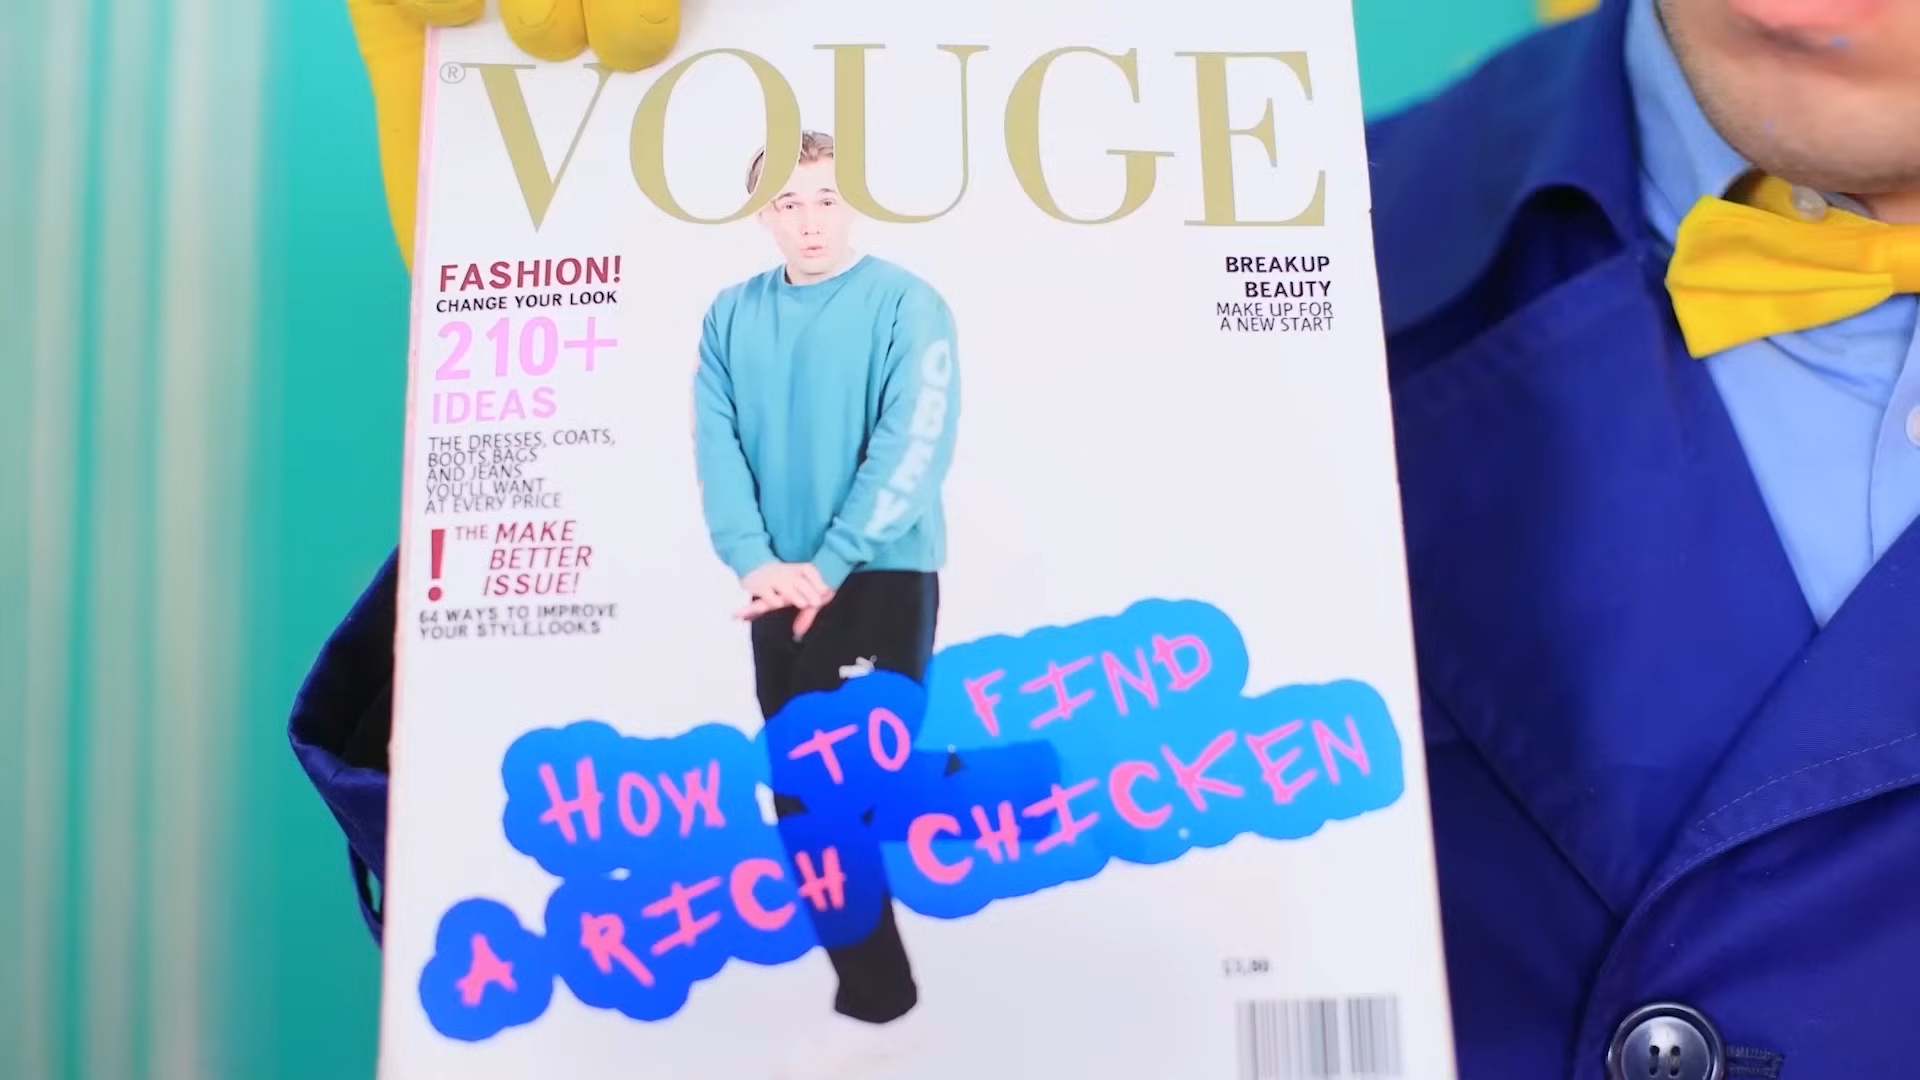 ® VOUGE
FASHION!
CHANGE YOUR LOOK
210+
IDEAS
THE DRESSES, COATS,
BOOTS,BAGS
AND JEANS
YOU'LL WANT
AT EVERY PRICE
! THE MAKE
BETTER
ISSUE!
64 WAYS TO IMPROVE
YOUR STYLE,LOOKS
BREAKUP
BEAUTY
MAKE UP FOR
A NEW START
HOW TO FIND
A RICH CHICKEN